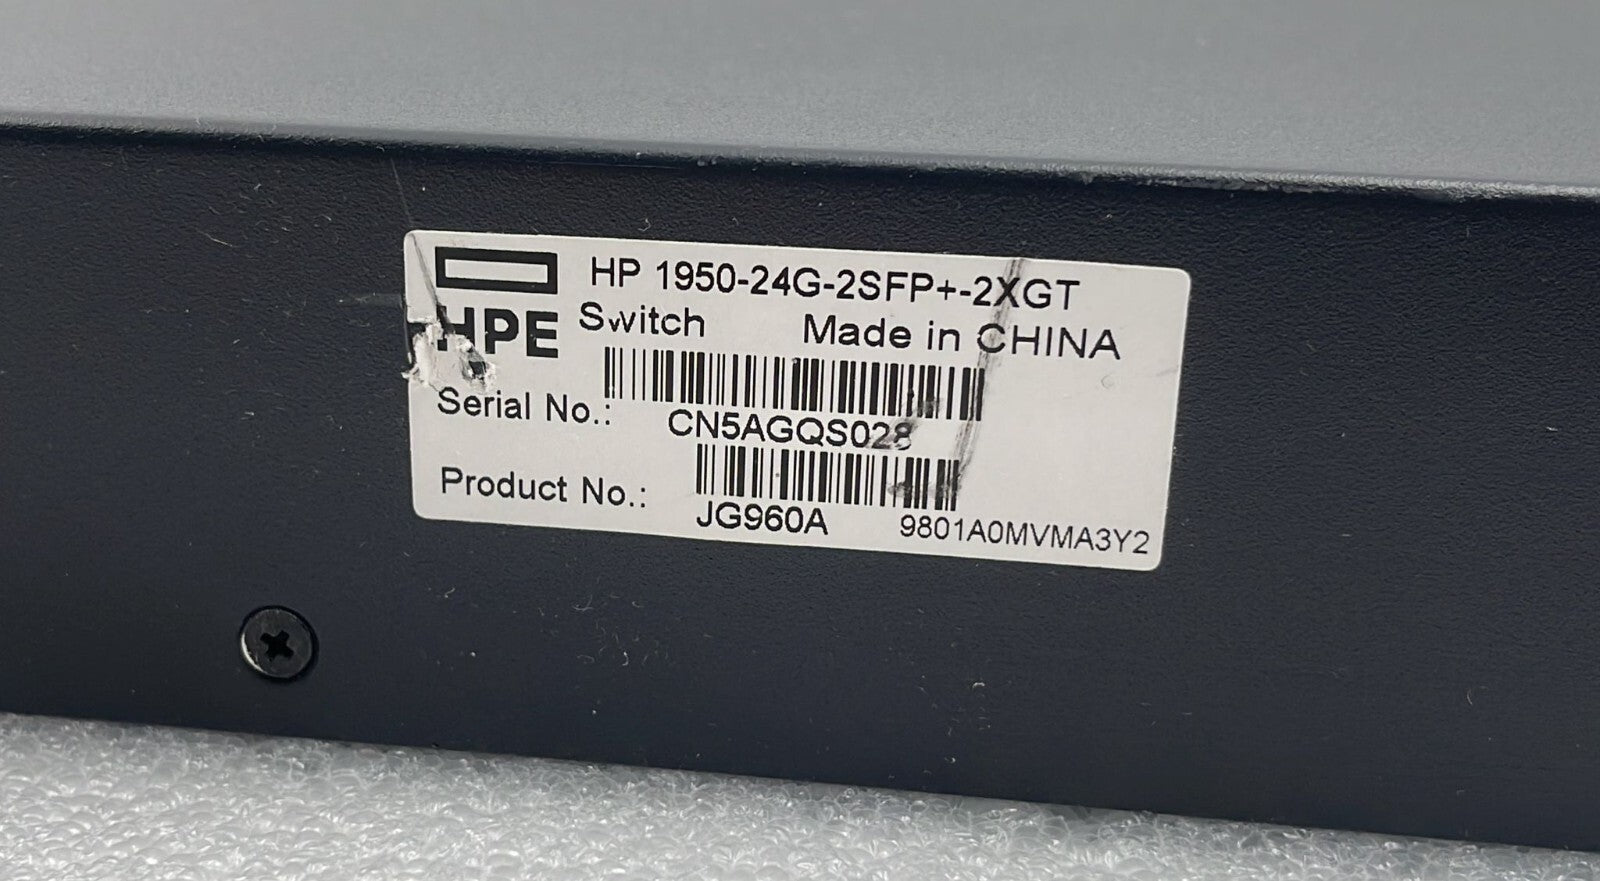 HP 1950-24G-2SFP+-2XGT
HPE
Switch Made in CHINA
Serial No.: CN5AGQS028
Product No.: JG960A 9801A0MVMA3Y2